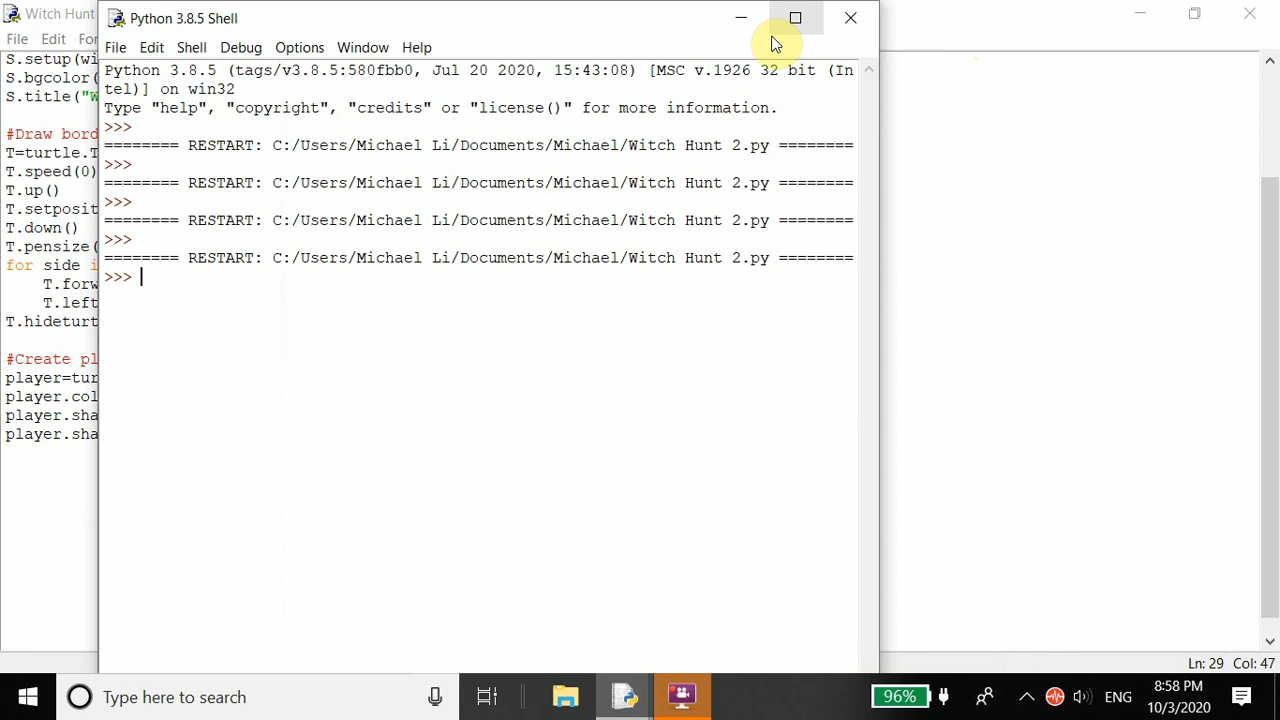 Witch Hunt
Python 3.8.5 Shell
File Edit For
File Edit Shell Debug Options Window Help
S.setup(wi
S.bgcolor(
S.title("W
#Draw bord
T=turtle.T
T.speed(0)
T.up()
T.setposit
T.down()
T.pensize(
for side i
T.forw
T.left
T.hideturt
#Create pl
player=tur
player.col
player.sha
player.sha
Python 3.8.5 (tags/v3.8.5:580fbb0, Jul 20 2020, 15:43:08) [MSC v.1926 32 bit (In
tel)] on win32
Type "help", "copyright", "credits" or "license()" for more information.
>>>
======== RESTART: C:/Users/Michael Li/Documents/Michael/Witch Hunt 2.py ========
>>>
======== RESTART: C:/Users/Michael Li/Documents/Michael/Witch Hunt 2.py ========
>>>
======== RESTART: C:/Users/Michael Li/Documents/Michael/Witch Hunt 2.py ========
>>>
======== RESTART: C:/Users/Michael Li/Documents/Michael/Witch Hunt 2.py ========
>>>
Ln: 29 Col: 47
Type here to search
96%
ENG
8:58 PM
10/3/2020